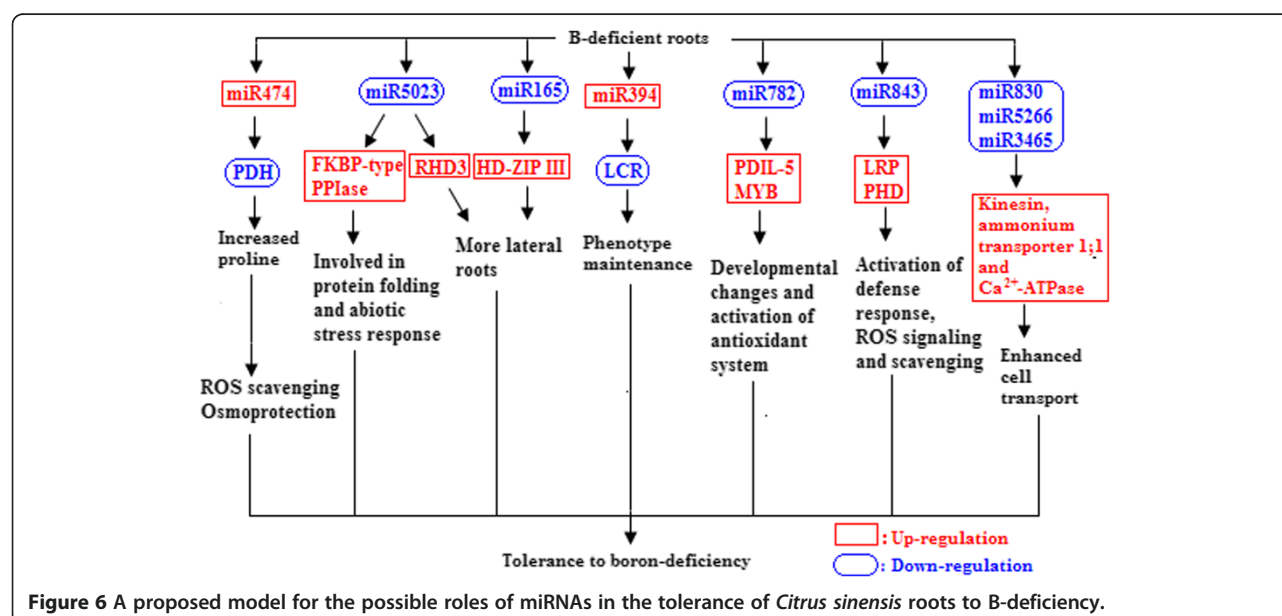 B-deficient roots
miR474
miR5023
miR165
miR394
miR782
miR843
miR830
miR5266
miR3465
PDH
FKBP-type
PPIase
RHD3
HD-ZIP III
LCR
PDIL-5
MYB
LRP
PHD
Kinesin,
ammonium
transporter 1;1
and
Ca²⁺-ATPase
Increased
proline
Involved in
protein folding
and abiotic
stress response
More lateral
roots
Phenotype
maintenance
Developmental
changes and
activation of
antioxidant
system
Activation of
defense
response,
ROS signaling
and scavenging
Enhanced
cell
transport
ROS scavenging
Osmoprotection
Tolerance to boron-deficiency
: Up-regulation
: Down-regulation
Figure 6 A proposed model for the possible roles of miRNAs in the tolerance of Citrus sinensis roots to B-deficiency.